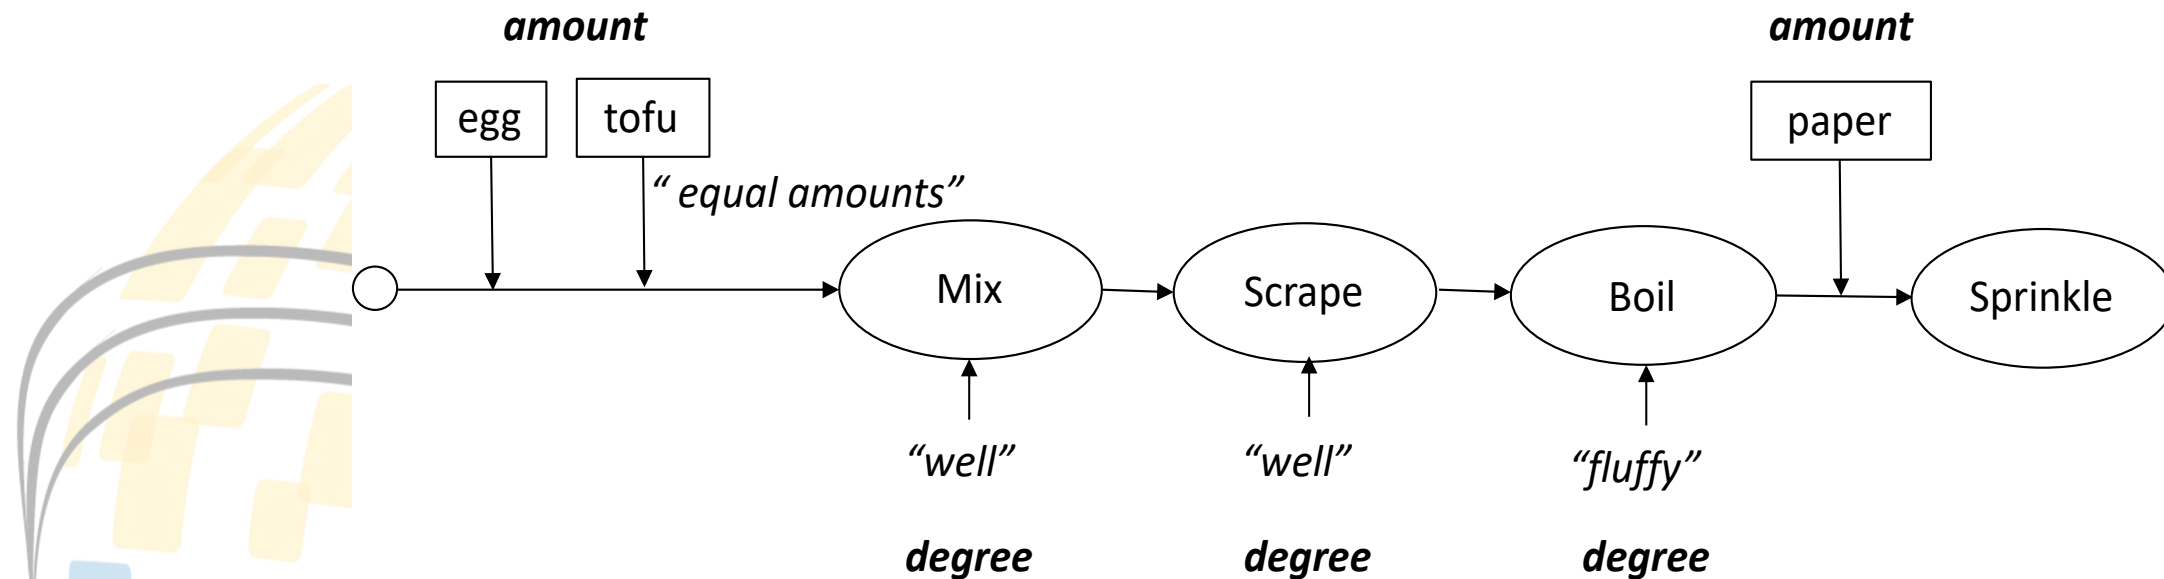 amount
amount
egg
tofu
paper
“ equal amounts”
Mix
Scrape
Boil
Sprinkle
“well”
“well”
“fluffy”
degree
degree
degree